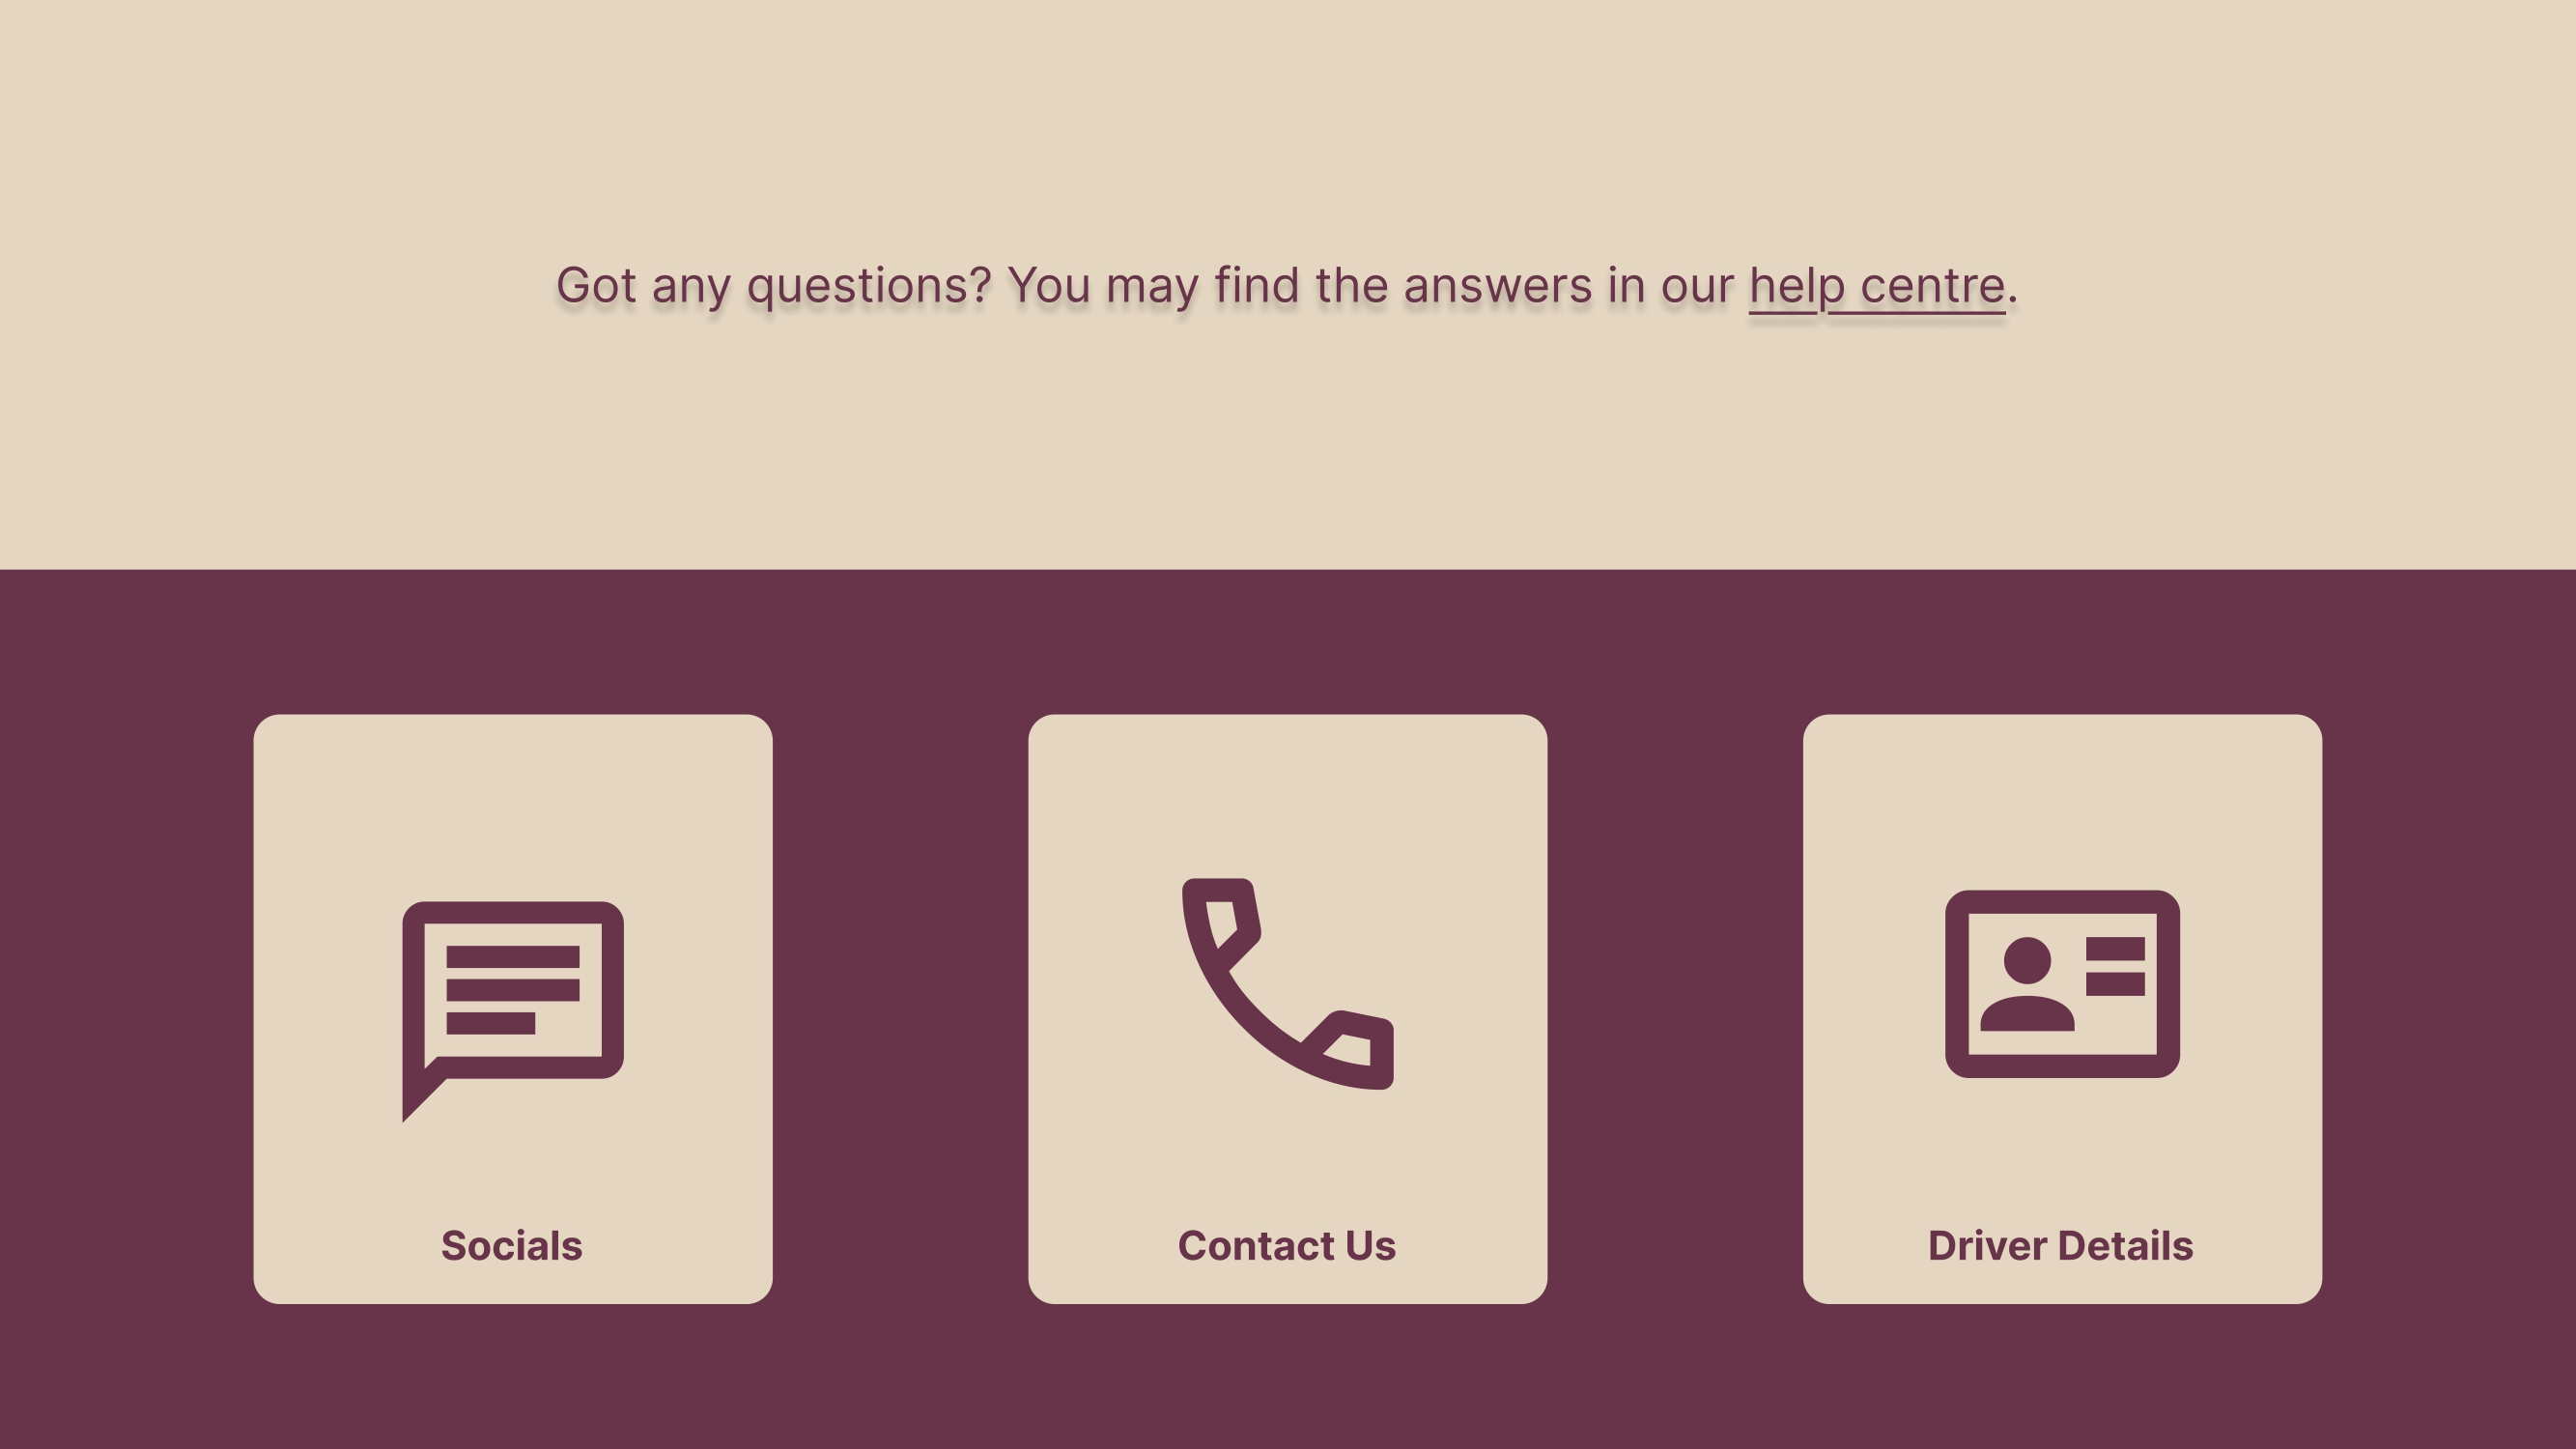 Got any questions? You may find the answers in our help centre.
Socials
Contact Us
Driver Details